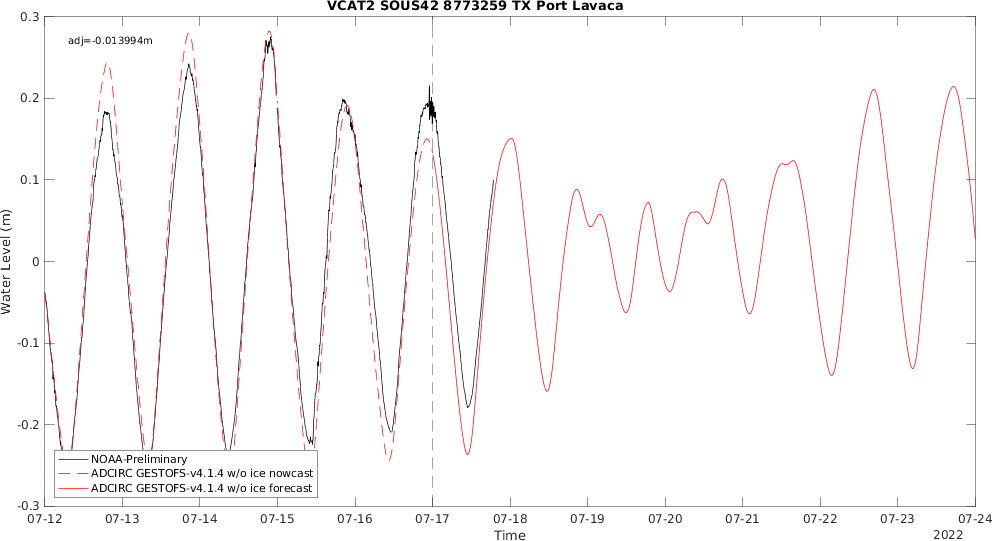 VCAT2 SOUS42 8773259 TX Port Lavaca
adj=-0.013994m
Water Level (m)
0.3
0.2
0.1
0
-0.1
-0.2
-0.3
NOAA-Preliminary
ADCIRC GESTOFS-v4.1.4 w/o ice nowcast
ADCIRC GESTOFS-v4.1.4 w/o ice forecast
07-12 07-13 07-14 07-15 07-16 07-17 07-18 07-19 07-20 07-21 07-22 07-23 07-24
Time
2022